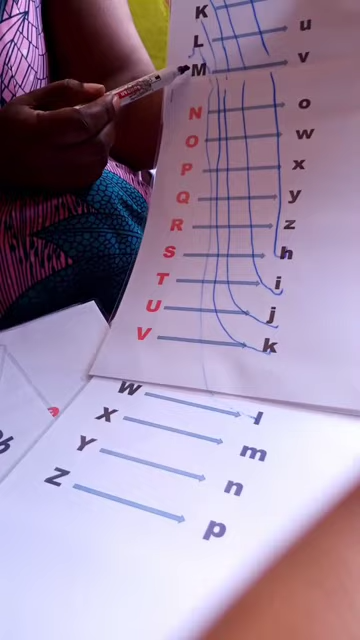 K
L u
M v
N o
O w
P x
Q y
R z
S h
T i
U j
V k
W l
X m
Y n
Z p